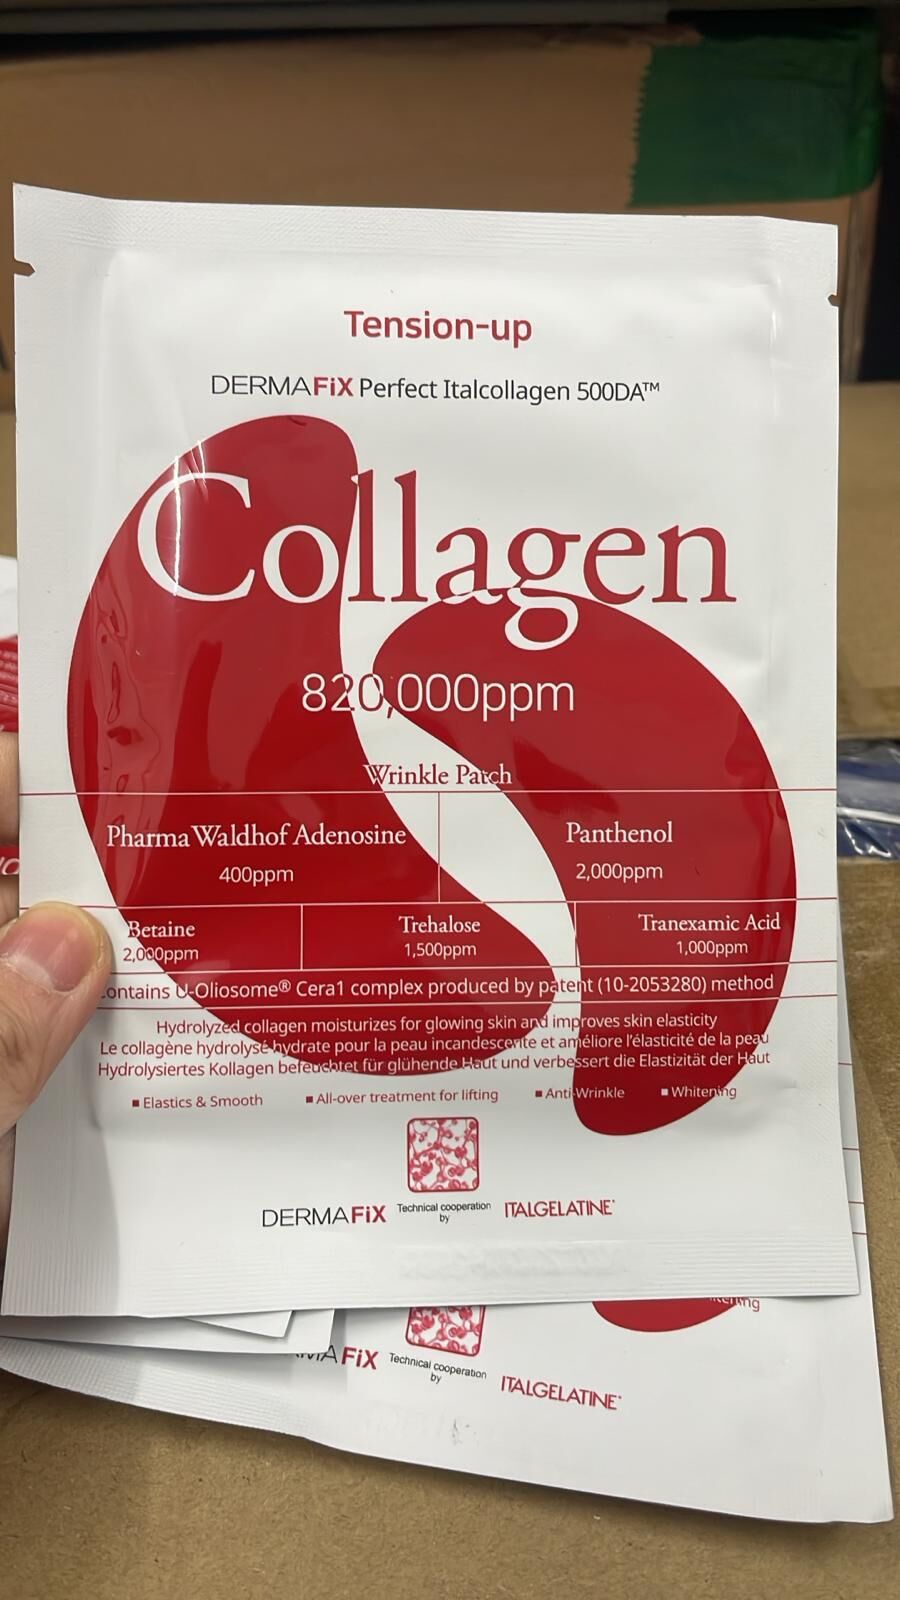 Tension-up
DERMAFiX Perfect Italcollagen 500DA™
Collagen
820,000ppm
Wrinkle Patch
Pharma Waldhof Adenosine
400ppm
Panthenol
2,000ppm
Betaine
2,000ppm
Trehalose
1,500ppm
Tranexamic Acid
1,000ppm
ontains U-Oliosome® Cera1 complex produced by patent (10-2053280) method
Hydrolyzed collagen moisturizes for glowing skin and improves skin elasticity
Le collagène hydrolysé hydrate pour la peau incandescente et améliore l'élasticité de la peau
Hydrolysiertes Kollagen befeuchtet für glühende Haut und verbessert die Elastizität der Haut
▪ Elastics & Smooth ▪ All-over treatment for lifting ▪ Anti-Wrinkle ▪ Whitening
DERMAFiX Technical cooperation by ITALGELATINE
FiX Technical cooperation by ITALGELATINE